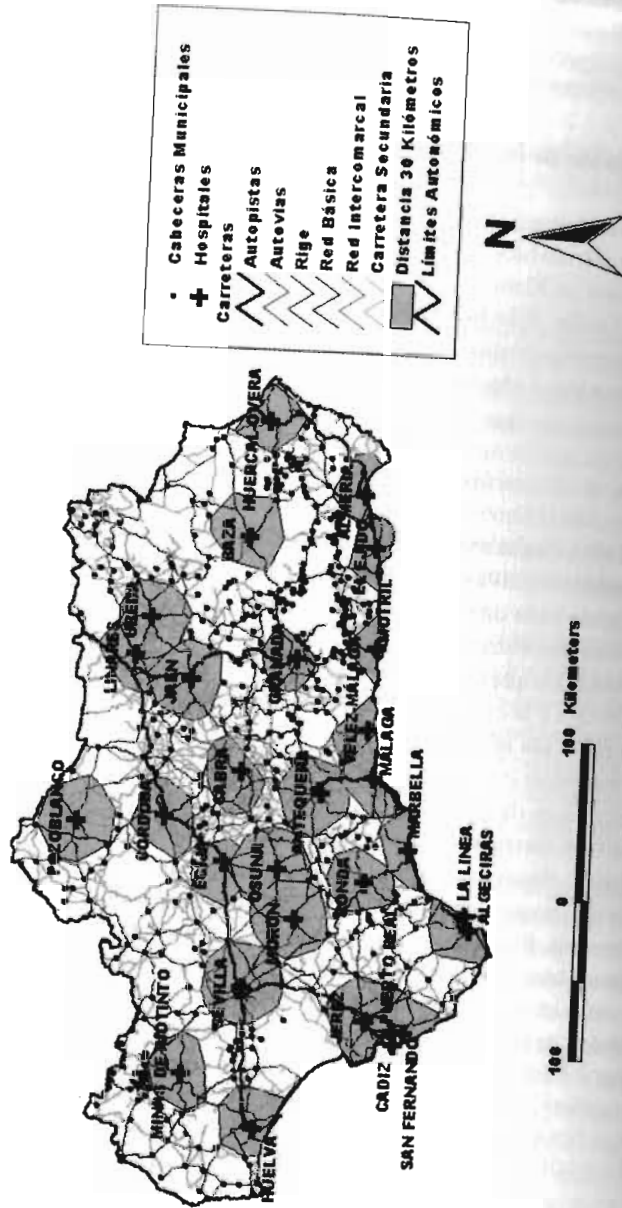 Cabeceras Municipales
Hospitales
Carreteras
Autopistas
Autovias
Rige
Red Básica
Red Intercomarcal
Carretera Secundaria
Distancia 30 Kilómetros
Límites Autonómicos
N
POZOBLANCO
LINARES
UBEDA
JAEN
CORDOBA
BAZA
HUERCAL OVERA
MINAS DE RIOTINTO
SEVILLA
ECIJA
CABRA
OSUNA
MORON
ANTEQUERA
GRANADA
ALMERIA
EL EJIDO
MOTRIL
VELEZ-MALAGA
MALAGA
HUELVA
RONDA
MARBELLA
JEREZ
PUERTO REAL
CADIZ
SAN FERNANDO
LA LINEA
ALGECIRAS
100 0 100 Kilometers